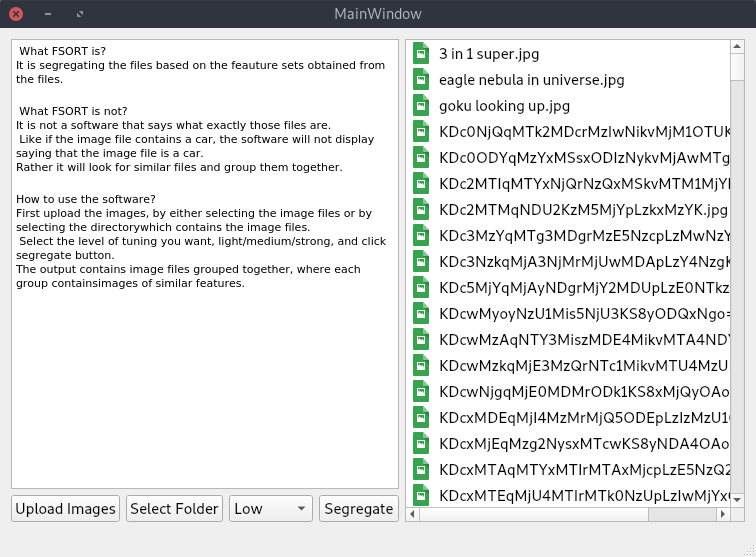 MainWindow
What FSORT is?
It is segregating the files based on the feauture sets obtained from
the files.
What FSORT is not?
It is not a software that says what exactly those files are.
Like if the image file contains a car, the software will not display
saying that the image file is a car.
Rather it will look for similar files and group them together.
How to use the software?
First upload the images, by either selecting the image files or by
selecting the directorywhich contains the image files.
Select the level of tuning you want, light/medium/strong, and click
segregate button.
The output contains image files grouped together, where each
group containsimages of similar features.
Upload Images
Select Folder
Low
Segregate
3 in 1 super.jpg
eagle nebula in universe.jpg
goku looking up.jpg
KDc0NjQqMTk2MDcrMzIwNikvMjM1OTUK
KDc0ODYqMzYxMSsxODIzNykvMjAwMTg
KDc2MTIqMTYxNjQrNzQxMSkvMTM1MjY
KDc2MTMqNDU2KzM5MjYpLzkxMzYK.jpg
KDc3MzYqMTg3MDgrMzE5NzcpLzMwNzY
KDc3NzkqMjA3NjMrMjUwMDApLzY4Nzg
KDc5MjYqMjAyNDgrMjY2MDUpLzE0NTkz
KDcwMyoyNzU1Mis5NjU3KS8yODQxNgo=
KDcwMzAqNTY3MiszMDE4MikvMTA4NDY
KDcwMzkqMjE3MzQrNTc1MikvMTU4MzU
KDcwNjgqMjE0MDMrODk1KS8xMjQyOAo
KDcxMDEqMjI4MzMrMjQ5ODEpLzIzMzU1
KDcxMjEqMzg2NysxMTcwKS8yNDA4OAo
KDcxMTAqMTYxMTIrMTAxMjcpLzE5NzQ2
KDcxMTEqMjU4MTIrMTk0NzUpLzIwMjYx